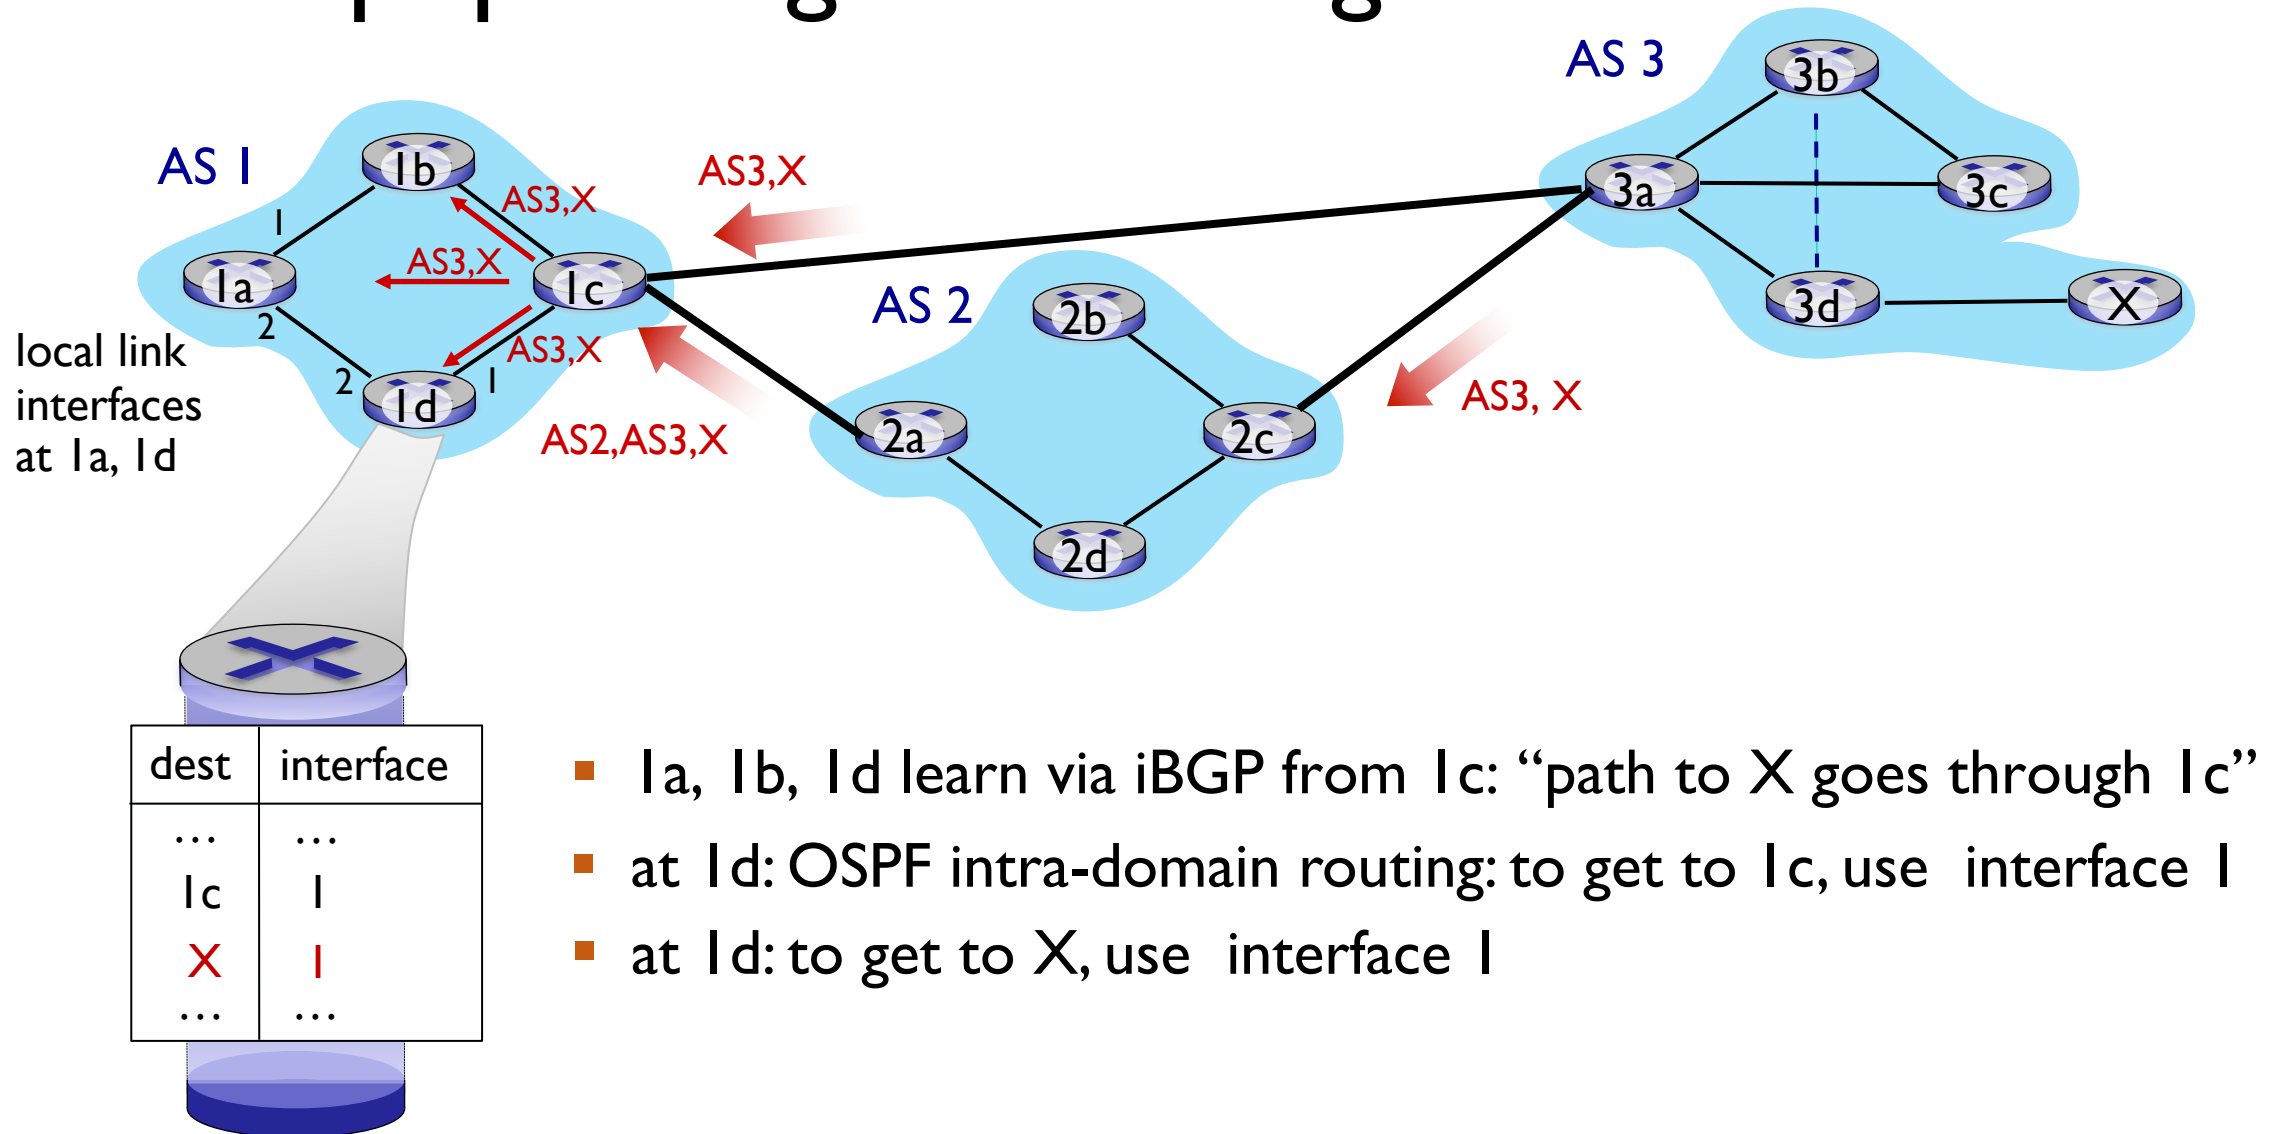 AS 3
3b
3a
3c
3d
X
AS 1
1b
1a
1c
1d
1
2
2
1
AS3,X
AS3,X
AS3,X
AS3,X
AS2,AS3,X
AS3, X
AS 2
2b
2a
2c
2d
local link
interfaces
at 1a, 1d
dest interface
… …
1c 1
X 1
… …
▪ 1a, 1b, 1d learn via iBGP from 1c: “path to X goes through 1c”
▪ at 1d: OSPF intra-domain routing: to get to 1c, use interface 1
▪ at 1d: to get to X, use interface 1